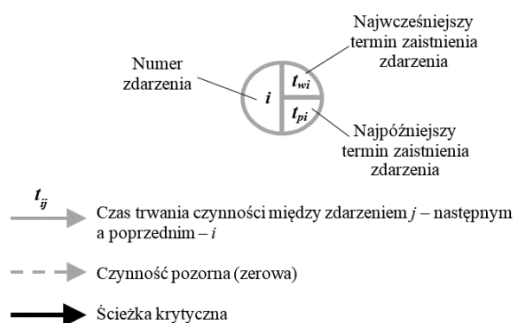 Najwcześniejszy
termin zaistnienia
zdarzenia
Numer
zdarzenia
i
t_wi
t_pi
Najpóźniejszy
termin zaistnienia
zdarzenia
t_ij
Czas trwania czynności między zdarzeniem j – następnym
a poprzednim – i
Czynność pozorna (zerowa)
Ścieżka krytyczna